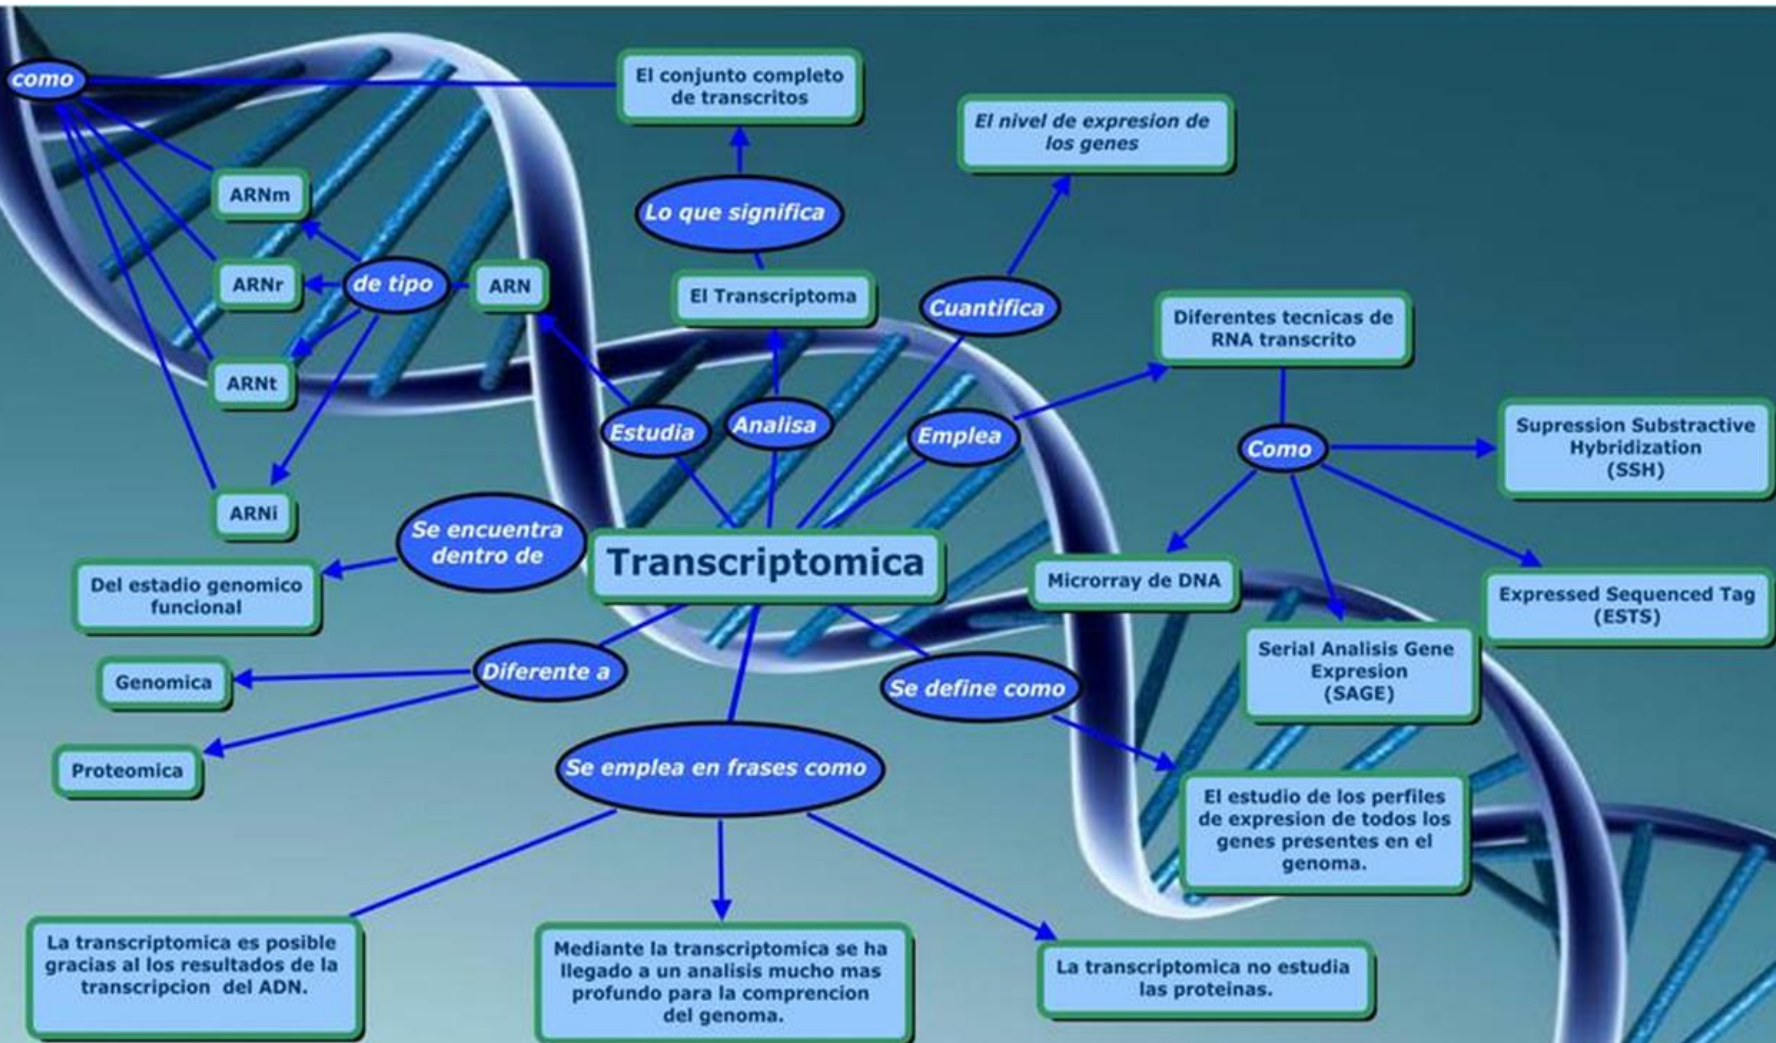 como
El conjunto completo
de transcritos
El nivel de expresion de
los genes
ARNm
Lo que significa
ARNr
de tipo
ARN
El Transcriptoma
Cuantifica
Diferentes tecnicas de
RNA transcrito
ARNt
Estudia
Analisa
Emplea
Como
Supression Substractive
Hybridization
(SSH)
ARNi
Se encuentra
dentro de
Transcriptomica
Del estadio genomico
funcional
Microrray de DNA
Expressed Sequenced Tag
(ESTS)
Serial Analisis Gene
Expresion
(SAGE)
Genomica
Diferente a
Se define como
Proteomica
Se emplea en frases como
El estudio de los perfiles
de expresion de todos los
genes presentes en el
genoma.
La transcriptomica es posible
gracias al los resultados de la
transcripcion del ADN.
Mediante la transcriptomica se ha
llegado a un analisis mucho mas
profundo para la comprencion
del genoma.
La transcriptomica no estudia
las proteinas.